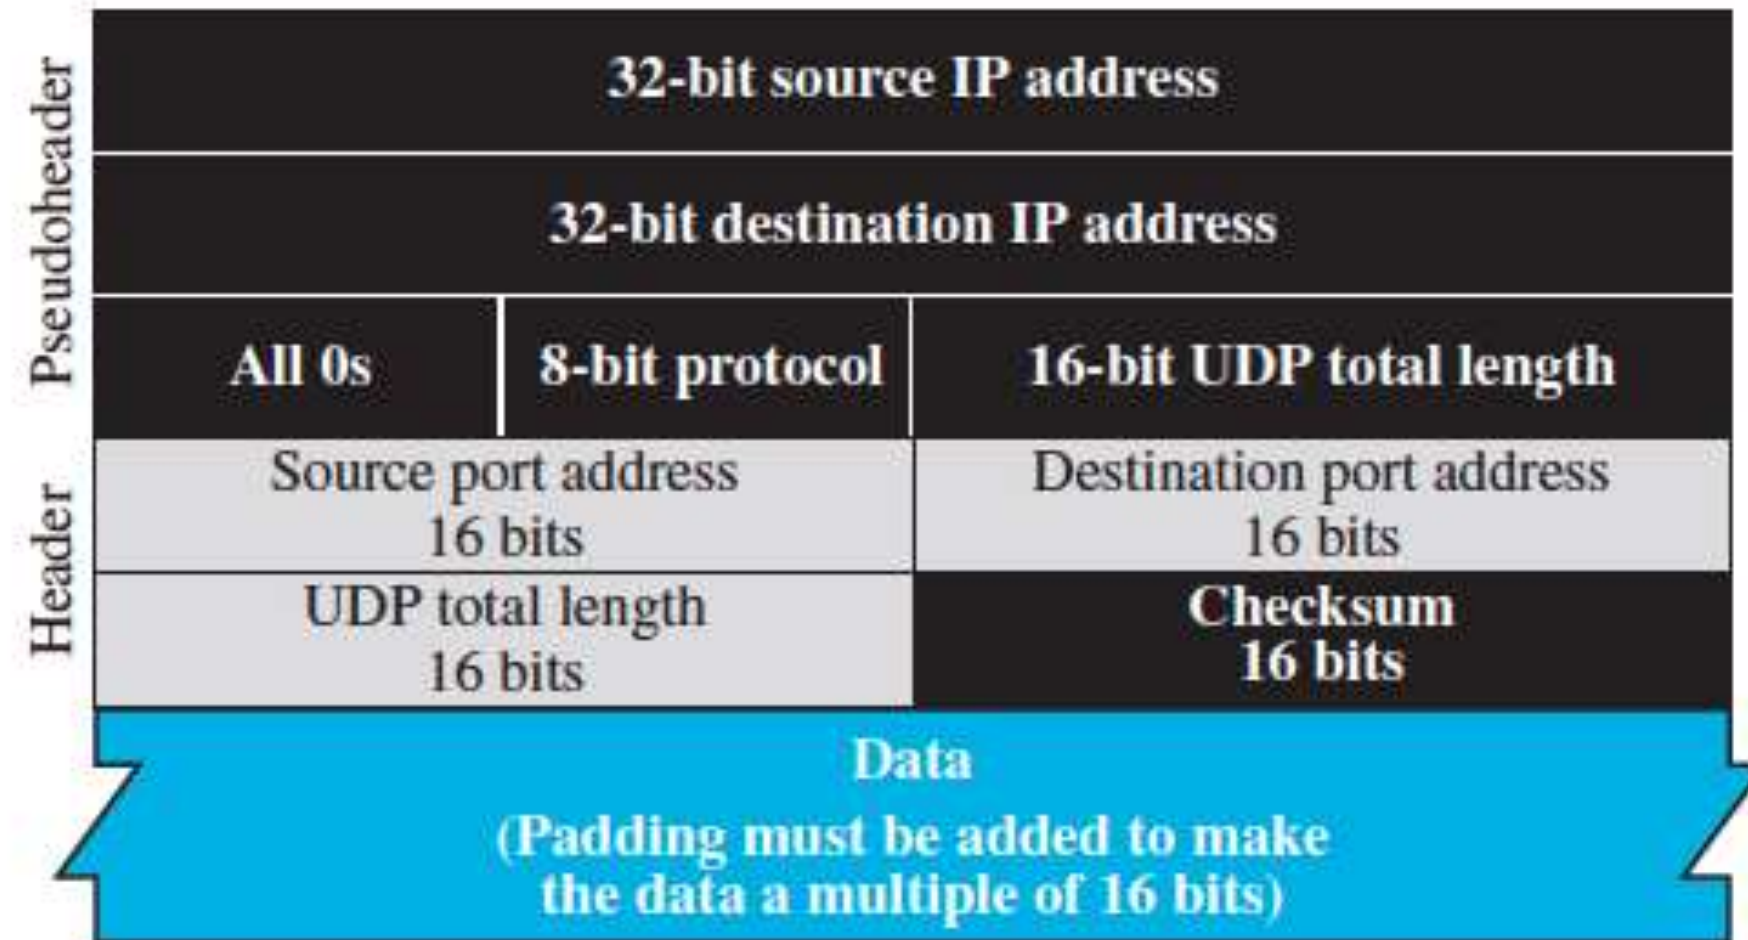 Pseudoheader
32-bit source IP address
32-bit destination IP address
All 0s
8-bit protocol
16-bit UDP total length
Header
Source port address
16 bits
Destination port address
16 bits
UDP total length
16 bits
Checksum
16 bits
Data
(Padding must be added to make
the data a multiple of 16 bits)